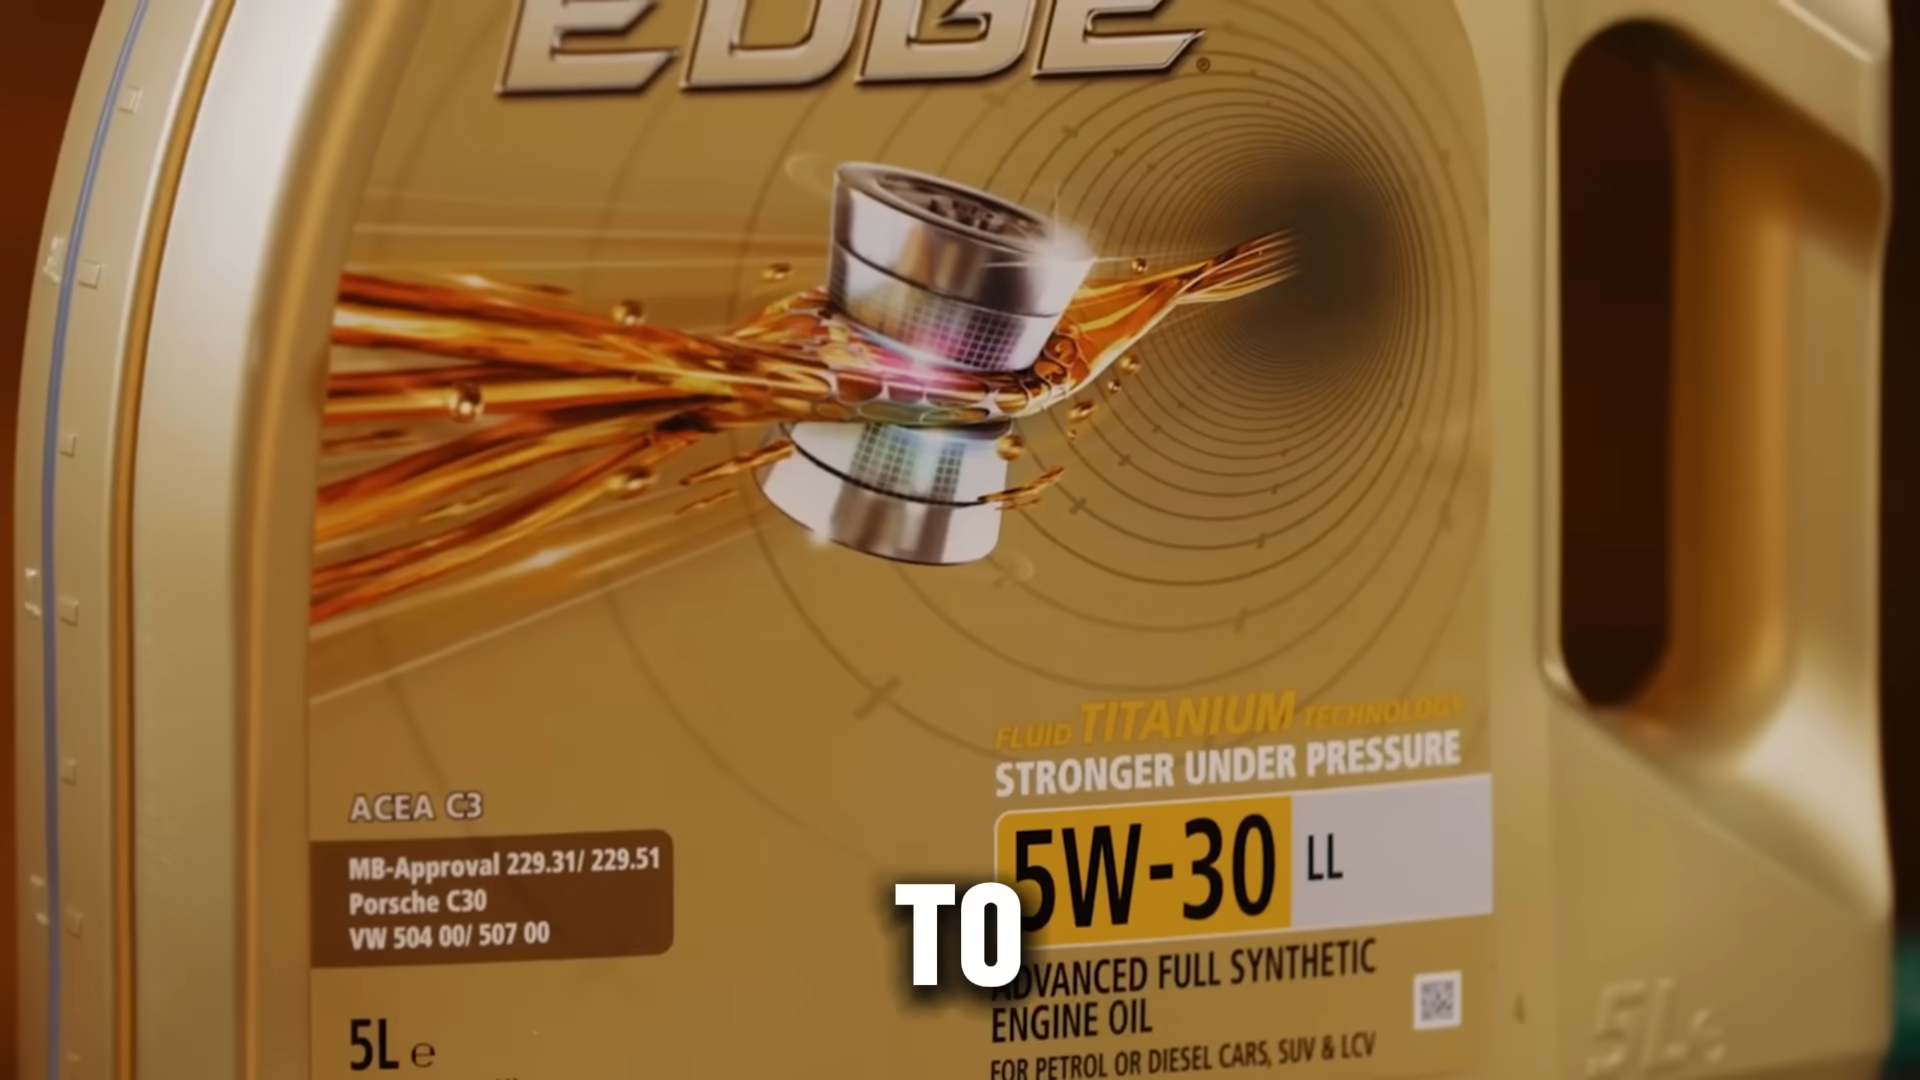 EDGE
®
FLUID TITANIUM TECHNOLOGY
STRONGER UNDER PRESSURE
5W-30 LL
ADVANCED FULL SYNTHETIC
ENGINE OIL
FOR PETROL OR DIESEL CARS, SUV & LCV
ACEA C3
MB-Approval 229.31/ 229.51
Porsche C30
VW 504 00/ 507 00
5L e
TO
5L